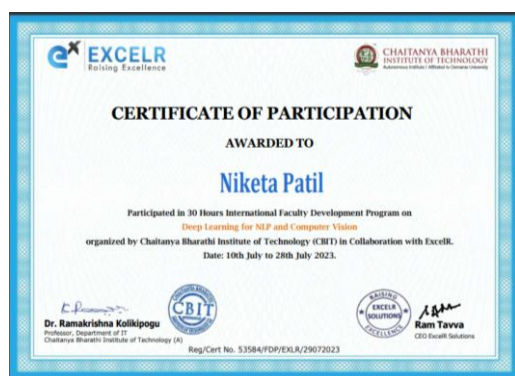 EXCELR
Raising Excellence
CHAITANYA BHARATHI
INSTITUTE OF TECHNOLOGY
CERTIFICATE OF PARTICIPATION
AWARDED TO
Niketa Patil
Participated in 30 Hours International Faculty Development Program on
Deep Learning for NLP and Computer Vision
organized by Chaitanya Bharathi Institute of Technology (CBIT) in Collaboration with ExcelR.
Date: 10th July to 28th July 2023.
CBIT
RAISING
EXCELR
SOLUTIONS
EXCELLENCE
Dr. Ramakrishna Kolikipogu
Professor, Department of IT
Chaitanya Bharathi Institute of Technology (A)
Ram Tavva
CEO ExcelR Solutions
Reg/Cert No. 53584/FDP/EXLR/29072023